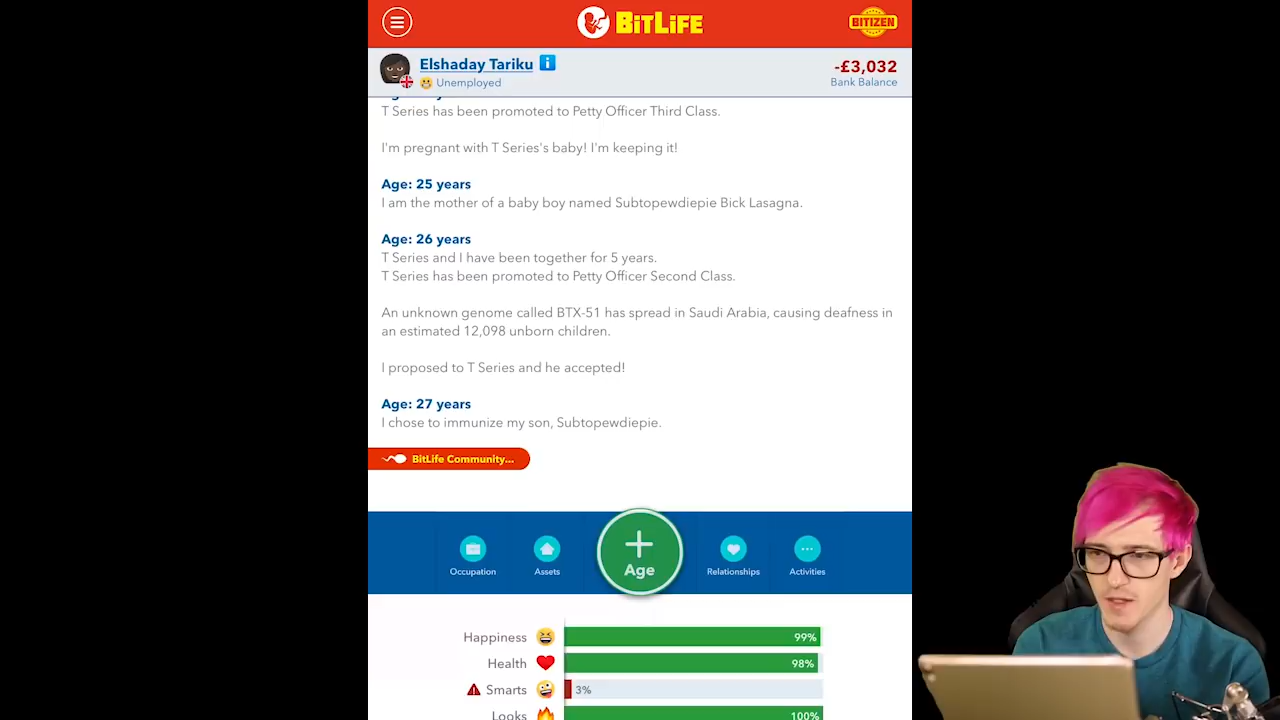 BITLIFE
BITIZEN
Elshaday Tariku i
-£3,032
Unemployed
Bank Balance
T Series has been promoted to Petty Officer Third Class.
I'm pregnant with T Series's baby! I'm keeping it!
Age: 25 years
I am the mother of a baby boy named Subtopewdiepie Bick Lasagna.
Age: 26 years
T Series and I have been together for 5 years.
T Series has been promoted to Petty Officer Second Class.
An unknown genome called BTX-51 has spread in Saudi Arabia, causing deafness in
an estimated 12,098 unborn children.
I proposed to T Series and he accepted!
Age: 27 years
I chose to immunize my son, Subtopewdiepie.
BitLife Community...
+
Age
Occupation
Assets
Relationships
Activities
Happiness 99%
Health 98%
Smarts 3%
Looks 100%